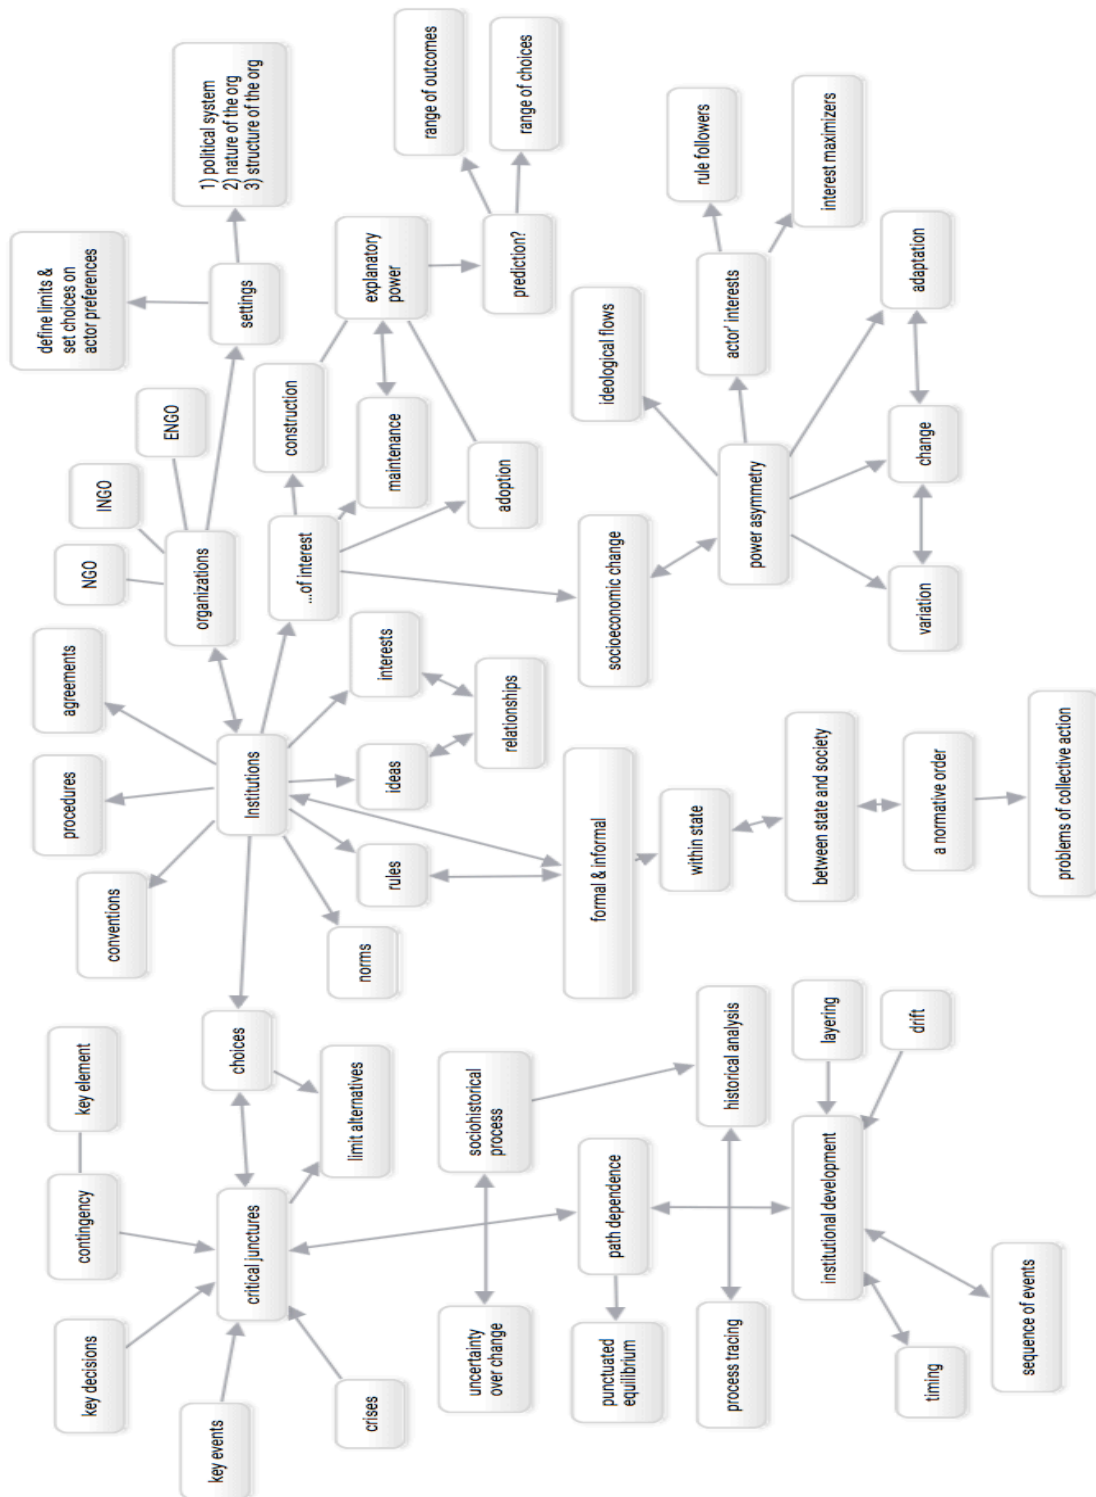 key events
key decisions
contingency
key element
conventions
procedures
agreements
NGO
INGO
ENGO
define limits &
set choices on
actor preferences
1) political system
2) nature of the org
3) structure of the org
crises
critical junctures
limit alternatives
choices
norms
rules
Institutions
ideas
interests
relationships
organizations
...of interest
settings
construction
maintenance
adoption
explanatory
power
prediction?
range of outcomes
range of choices
uncertainty
over change
sociohistorical
process
punctuated
equilibrium
path dependence
process tracing
historical analysis
formal & informal
within state
between state and society
a normative order
problems of collective action
socioeconomic change
ideological flows
power asymmetry
actor' interests
rule followers
interest maximizers
variation
change
adaptation
timing
sequence of events
institutional development
layering
drift